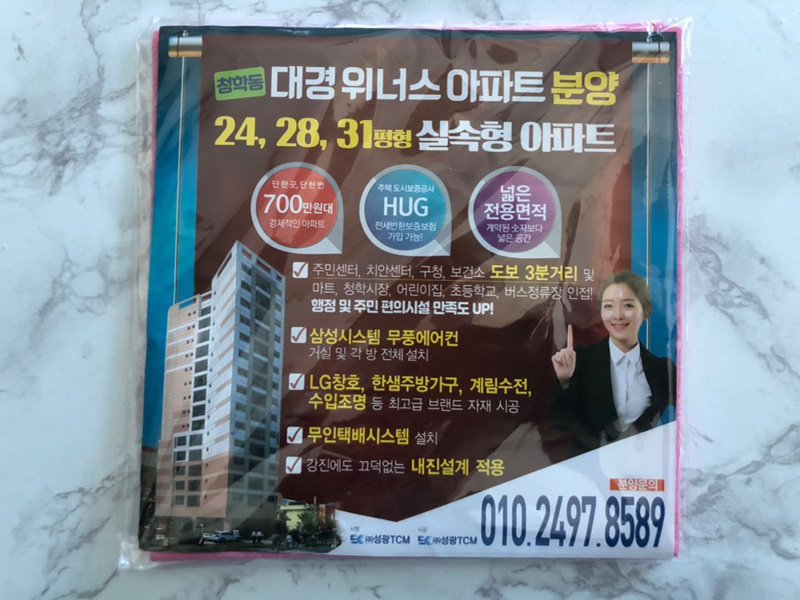 청학동 대경 위너스 아파트 분양
24, 28, 31평형 실속형 아파트
단 한 곳, 단 한 번
700만원대
경제적인 아파트
주택 도시보증공사
HUG
전세반환보증보험
가입 가능!
넓은
전용면적
계약된 숫자보다
넓은 공간
주민센터, 치안센터, 구청, 보건소 도보 3분거리 및
마트, 청학시장, 어린이집, 초등학교, 버스정류장 인접!
행정 및 주민 편의시설 만족도 UP!
삼성시스템 무풍에어컨
거실 및 각 방 전체 설치
LG창호, 한샘주방가구, 계림수전,
수입조명 등 최고급 브랜드 자재 시공
무인택배시스템 설치
강진에도 끄덕없는 내진설계 적용
분양문의
010.2497.8589
시행 ㈜성광TCM 시공 ㈜성광TCM